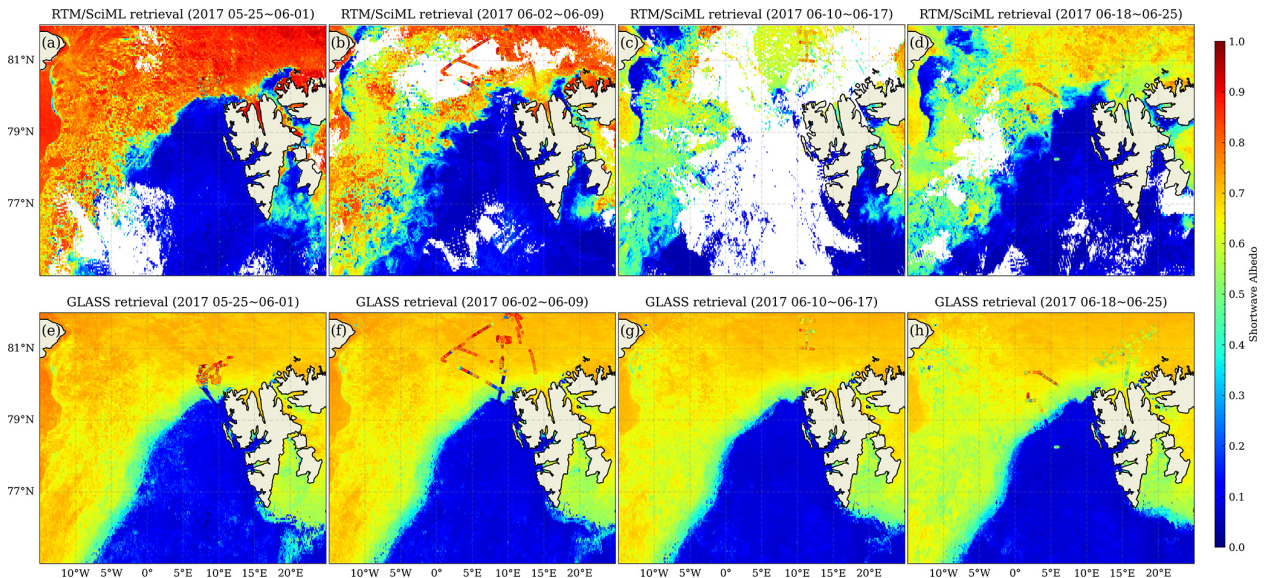 RTM/SciML retrieval (2017 05-25~06-01) RTM/SciML retrieval (2017 06-02~06-09) RTM/SciML retrieval (2017 06-10~06-17) RTM/SciML retrieval (2017 06-18~06-25)
(a) (b) (c) (d)
81°N
79°N
77°N
GLASS retrieval (2017 05-25~06-01) GLASS retrieval (2017 06-02~06-09) GLASS retrieval (2017 06-10~06-17) GLASS retrieval (2017 06-18~06-25)
(e) (f) (g) (h)
81°N
79°N
77°N
10°W 5°W 0° 5°E 10°E 15°E 20°E 10°W 5°W 0° 5°E 10°E 15°E 20°E 10°W 5°W 0° 5°E 10°E 15°E 20°E 10°W 5°W 0° 5°E 10°E 15°E 20°E
1.0
0.9
0.8
0.7
0.6
0.5
0.4
0.3
0.2
0.1
0.0
Shortwave Albedo